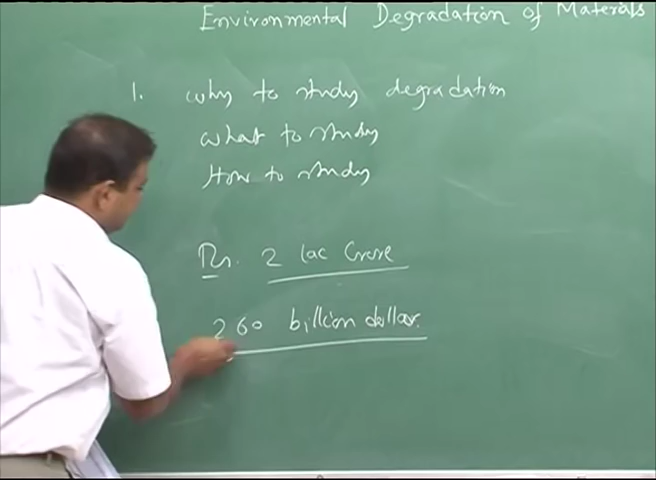 Environmental Degradation of Materials
1. Why to study degradation
What to study
How to study
Rs. 2 lac Crore
260 billion dollar.